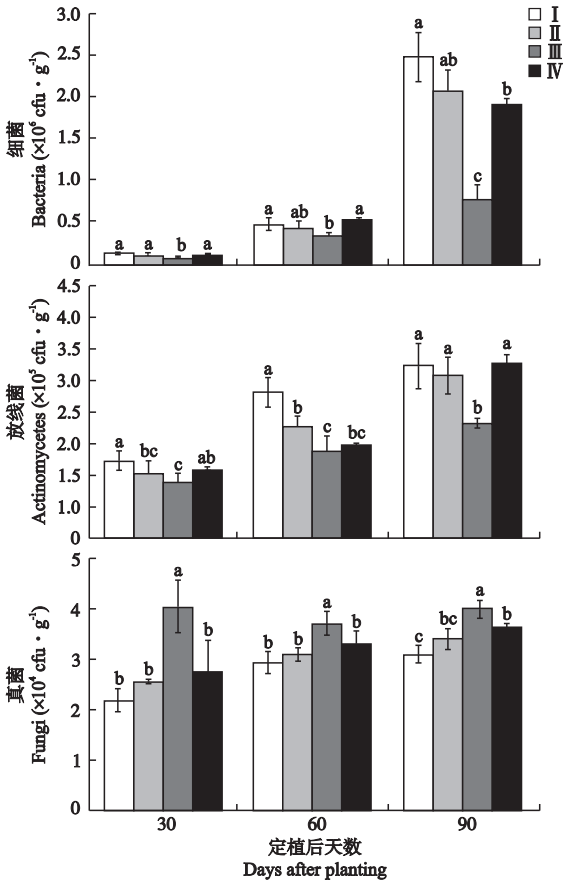 细菌
Bacteria (×10⁶ cfu·g⁻¹)
3.0
2.5
2.0
1.5
1.0
0.5
0
a a b a
a ab b a
a ab c b
Ⅰ
Ⅱ
Ⅲ
Ⅳ
放线菌
Actinomycetes (×10⁵ cfu·g⁻¹)
4.5
4.0
3.5
3.0
2.5
2.0
1.5
1.0
0
a bc c ab
a b c bc
a a b a
真菌
Fungi (×10⁴ cfu·g⁻¹)
5
4
3
2
1
0
b b a b
b b a b
c bc a b
30 60 90
定植后天数
Days after planting